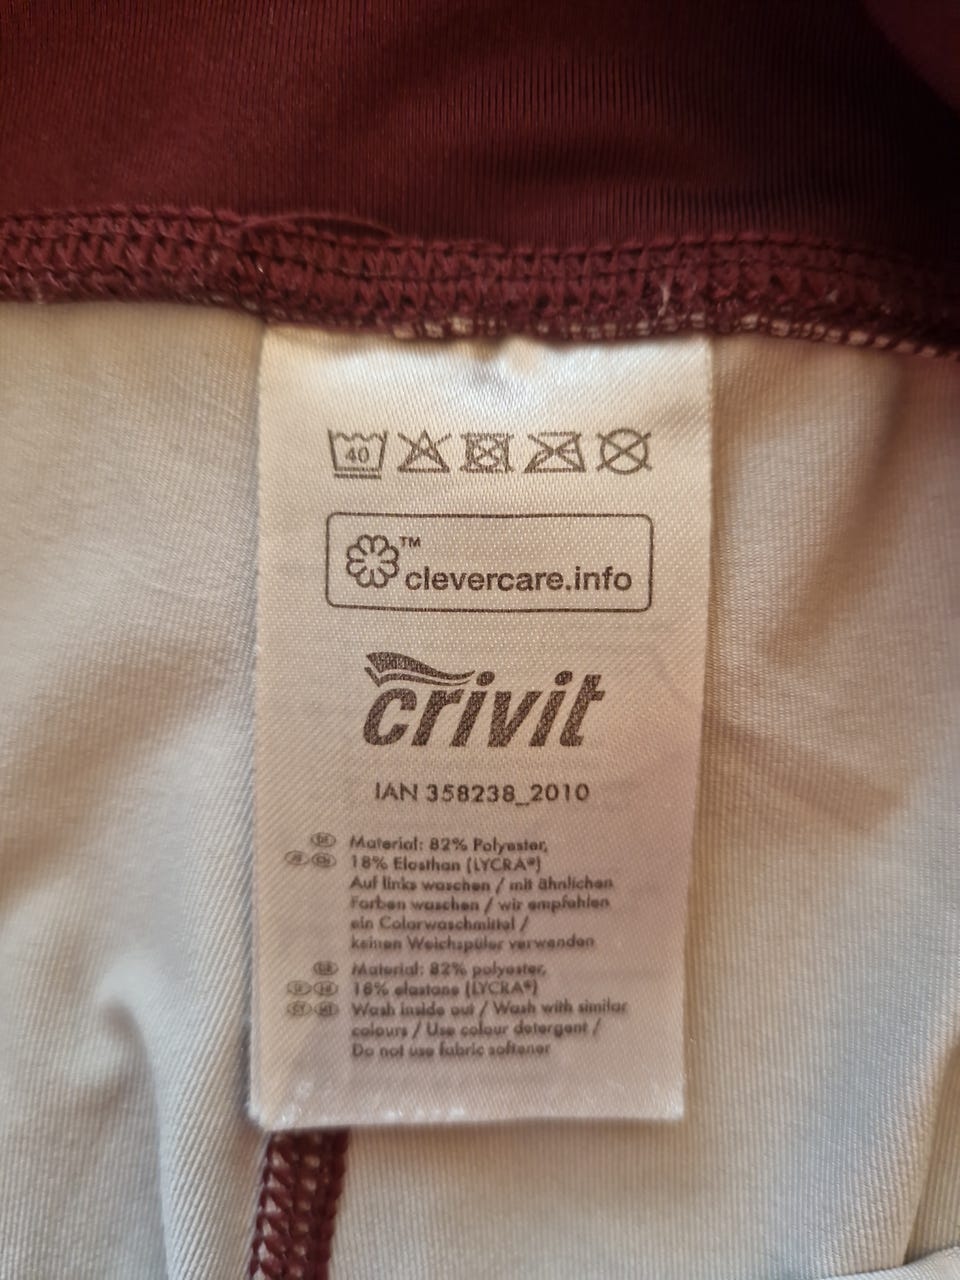 40
TM
clevercare.info
crivit
IAN 358238_2010
Material: 82% Polyester,
18% Elasthan (LYCRA®)
Auf links waschen / mit ähnlichen
Farben waschen / wir empfehlen
ein Colorwaschmittel /
keinen Weichspüler verwenden
Material: 82% polyester,
18% elastane (LYCRA®)
Wash inside out / Wash with similar
colours / Use colour detergent /
Do not use fabric softener